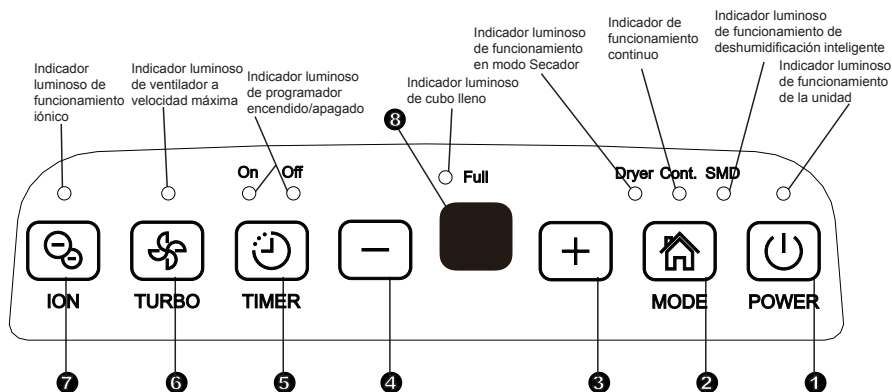 Indicador
luminoso de
funcionamiento
iónico
Indicador luminoso
de ventilador a
velocidad máxima
Indicador luminoso
de programador
encendido/apagado
Indicador luminoso
de cubo lleno
Indicador luminoso
de funcionamiento
en modo Secador
Indicador de
funcionamiento
continuo
Indicador luminoso
de funcionamiento de
deshumidificación inteligente
Indicador luminoso
de funcionamiento
de la unidad
8
On Off
Full
Dryer Cont. SMD
ION
TURBO
TIMER
MODE
POWER
7 6 5 4 3 2 1